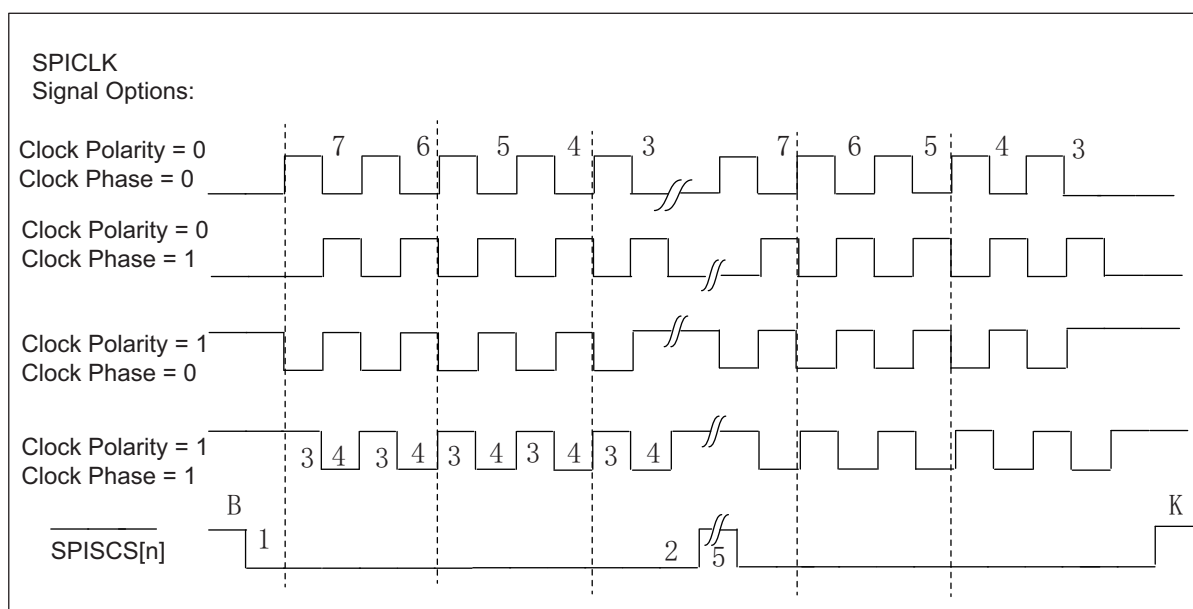 SPICLK
Signal Options:
Clock Polarity = 0
Clock Phase = 0
7 6 5 4 3 7 6 5 4 3
Clock Polarity = 0
Clock Phase = 1
Clock Polarity = 1
Clock Phase = 0
Clock Polarity = 1
Clock Phase = 1
3 4 3 4 3 4 3 4 3 4
B K
SPISCS[n]
1 2 5